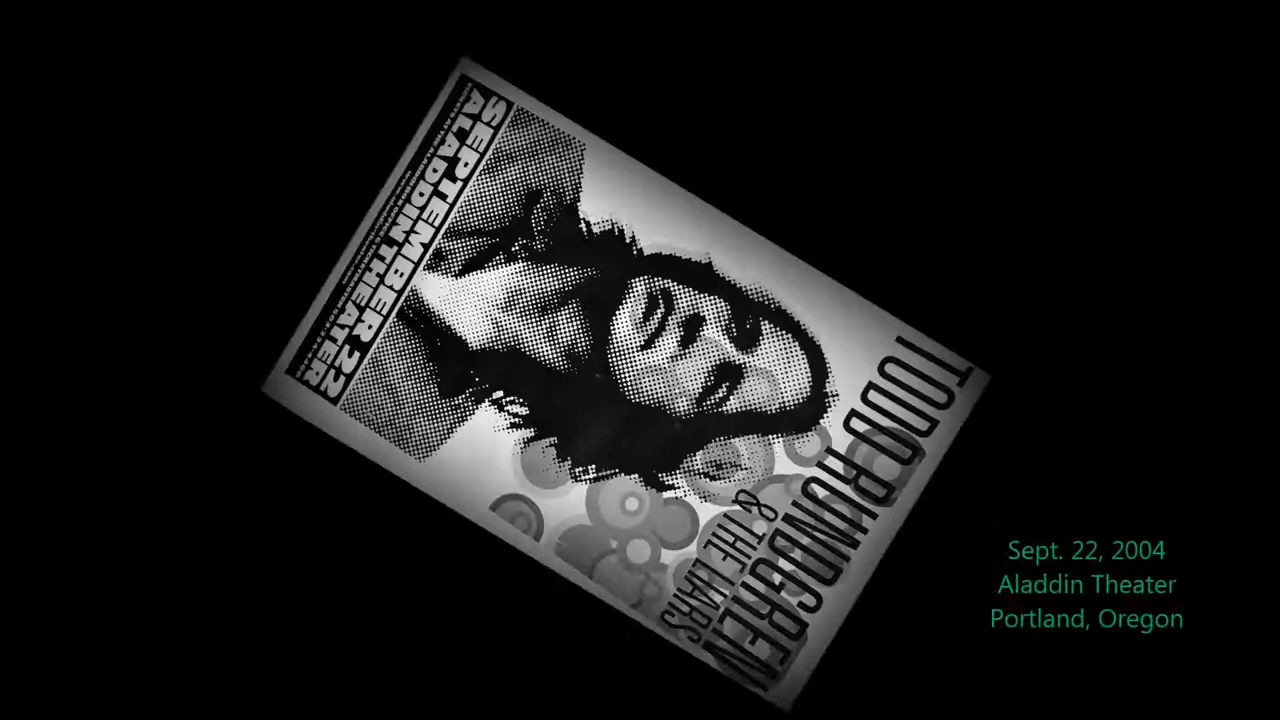 TODD RUNDGREN
& THE LIARS
SEPTEMBER 22
ALADDIN THEATER
Sept. 22, 2004
Aladdin Theater
Portland, Oregon